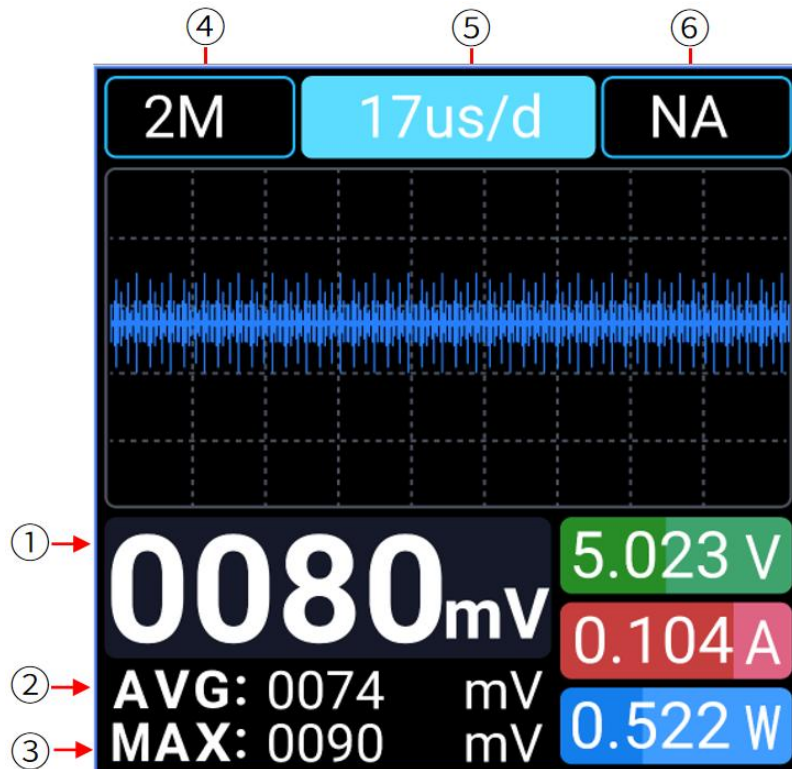 ④ ⑤ ⑥
2M 17us/d NA
① 0080mV 5.023 V
0.104 A
② AVG: 0074 mV
③ MAX: 0090 mV 0.522 W